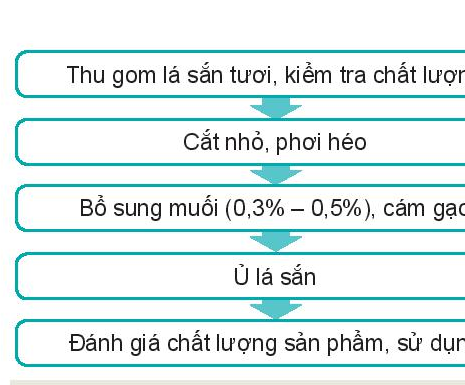 Thu gom lá sắn tươi, kiểm tra chất lượn
Cắt nhỏ, phơi héo
Bổ sung muối (0,3% – 0,5%), cám gạo
Ủ lá sắn
Đánh giá chất lượng sản phẩm, sử dụn